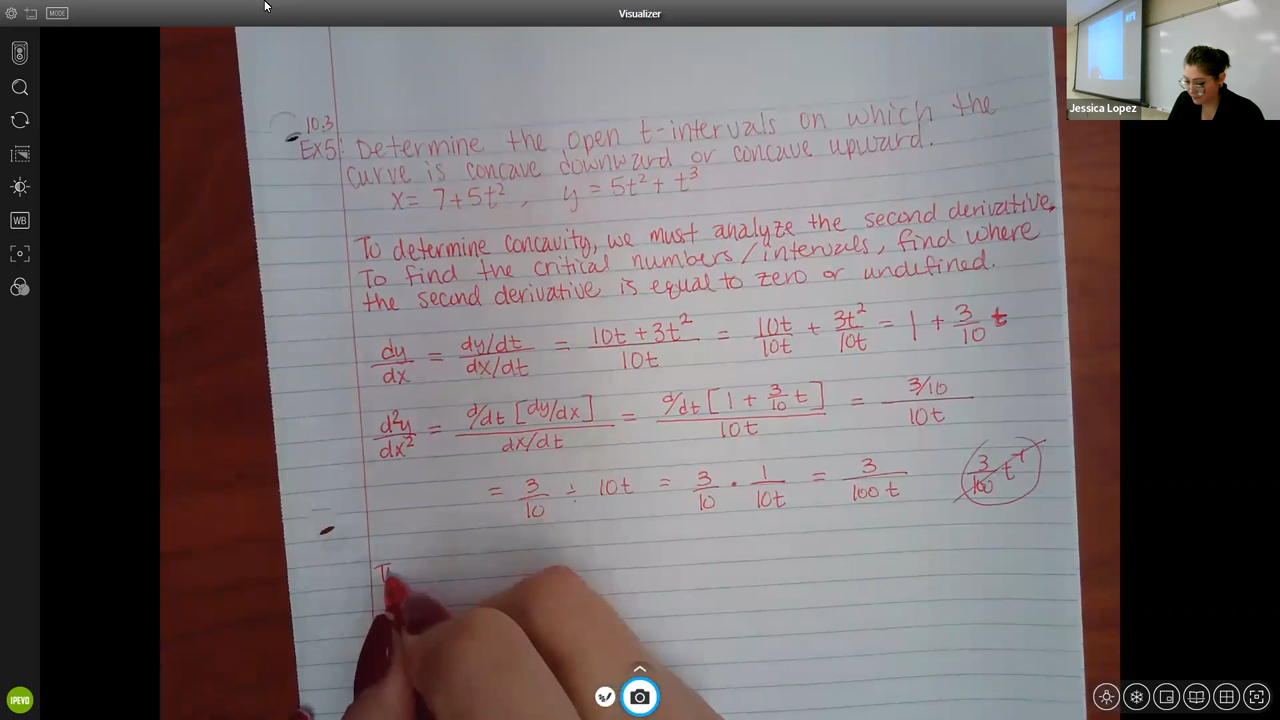 MODE
Visualizer
Jessica Lopez
WB
10.3
Ex5: Determine the open t-intervals on which the
curve is concave downward or concave upward.
x = 7+5t², y = 5t² + t³
To determine concavity, we must analyze the second derivative.
To find the critical numbers/intervals, find where
the second derivative is equal to zero or undefined.
dy/dx = (dy/dt)/(dx/dt) = (10t + 3t²)/(10t) = 10t/10t + 3t²/10t = 1 + 3/10 t
d²y/dx² = (d/dt [dy/dx])/(dx/dt) = (d/dt [1 + 3/10 t])/(10t) = (3/10)/(10t)
= 3/10 ÷ 10t = 3/10 · 1/10t = 3/(100t)
T
IPEVO